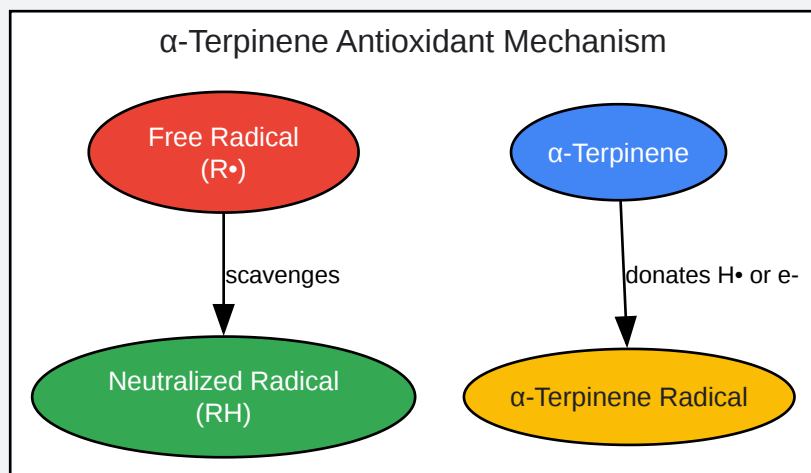 α-Terpinene Antioxidant Mechanism
Free Radical
(R•)
α-Terpinene
scavenges
donates H• or e-
Neutralized Radical
(RH)
α-Terpinene Radical